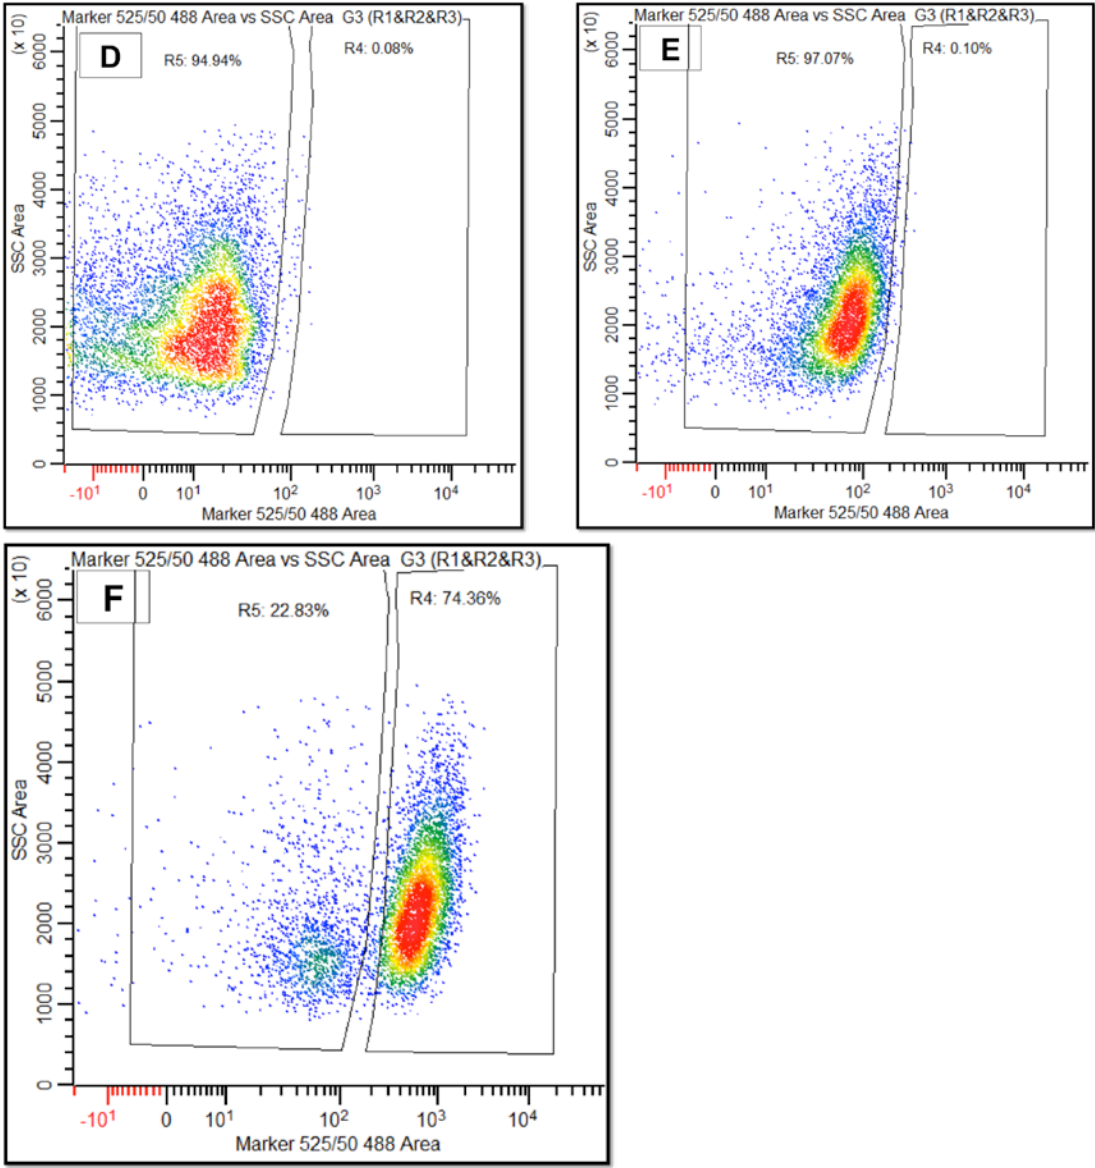 Marker 525/50 488 Area vs SSC Area G3 (R1&R2&R3)
D
R5: 94.94%
R4: 0.08%
(x 10)
6000
5000
4000
3000
2000
1000
0
SSC Area
-10¹ 0 10¹ 10² 10³ 10⁴
Marker 525/50 488 Area
Marker 525/50 488 Area vs SSC Area G3 (R1&R2&R3)
E
R5: 97.07%
R4: 0.10%
(x 10)
6000
5000
4000
3000
2000
1000
0
SSC Area
-10¹ 0 10¹ 10² 10³ 10⁴
Marker 525/50 488 Area
Marker 525/50 488 Area vs SSC Area G3 (R1&R2&R3)
F
R5: 22.83%
R4: 74.36%
(x 10)
6000
5000
4000
3000
2000
1000
0
SSC Area
-10¹ 0 10¹ 10² 10³ 10⁴
Marker 525/50 488 Area